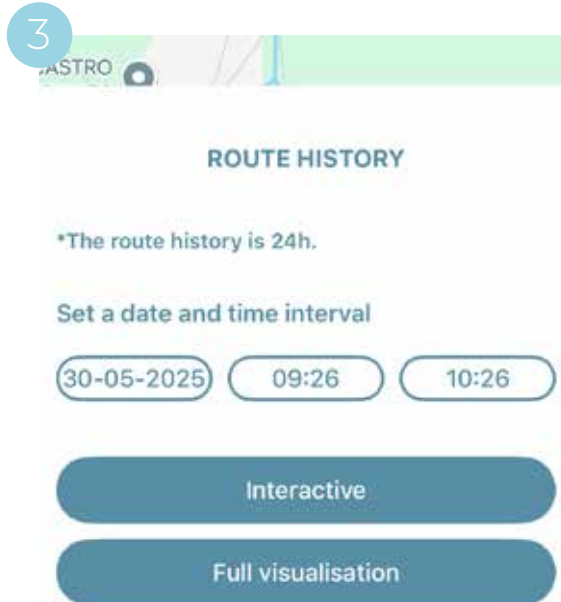 3
ASTRO
ROUTE HISTORY
*The route history is 24h.
Set a date and time interval
30-05-2025 09:26 10:26
Interactive
Full visualisation